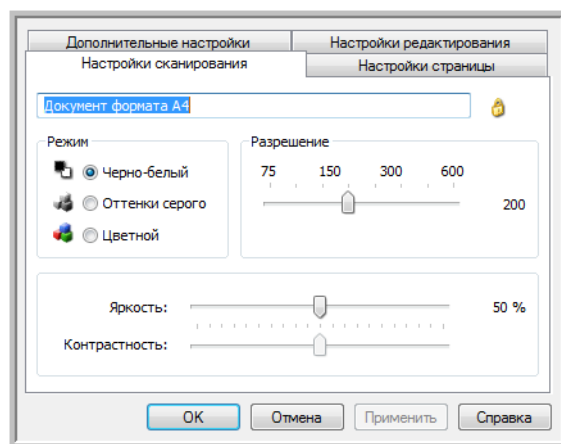 Дополнительные настройки Настройки редактирования
Настройки сканирования Настройки страницы
Документ формата A4
Режим Разрешение
75 150 300 600
Черно-белый
Оттенки серого 200
Цветной
Яркость: 50 %
Контрастность:
OK Отмена Применить Справка